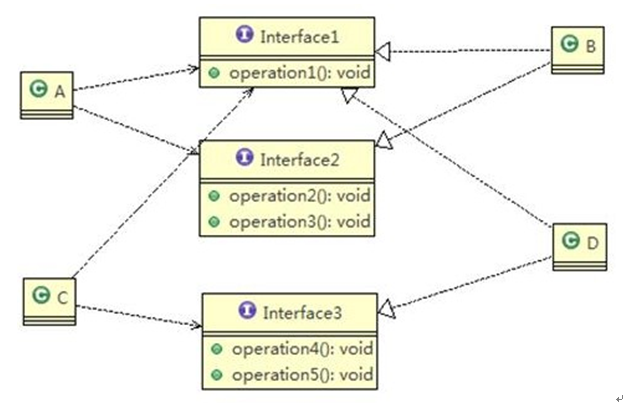 Interface1
operation1(): void
B
A
Interface2
operation2(): void
operation3(): void
D
C
Interface3
operation4(): void
operation5(): void